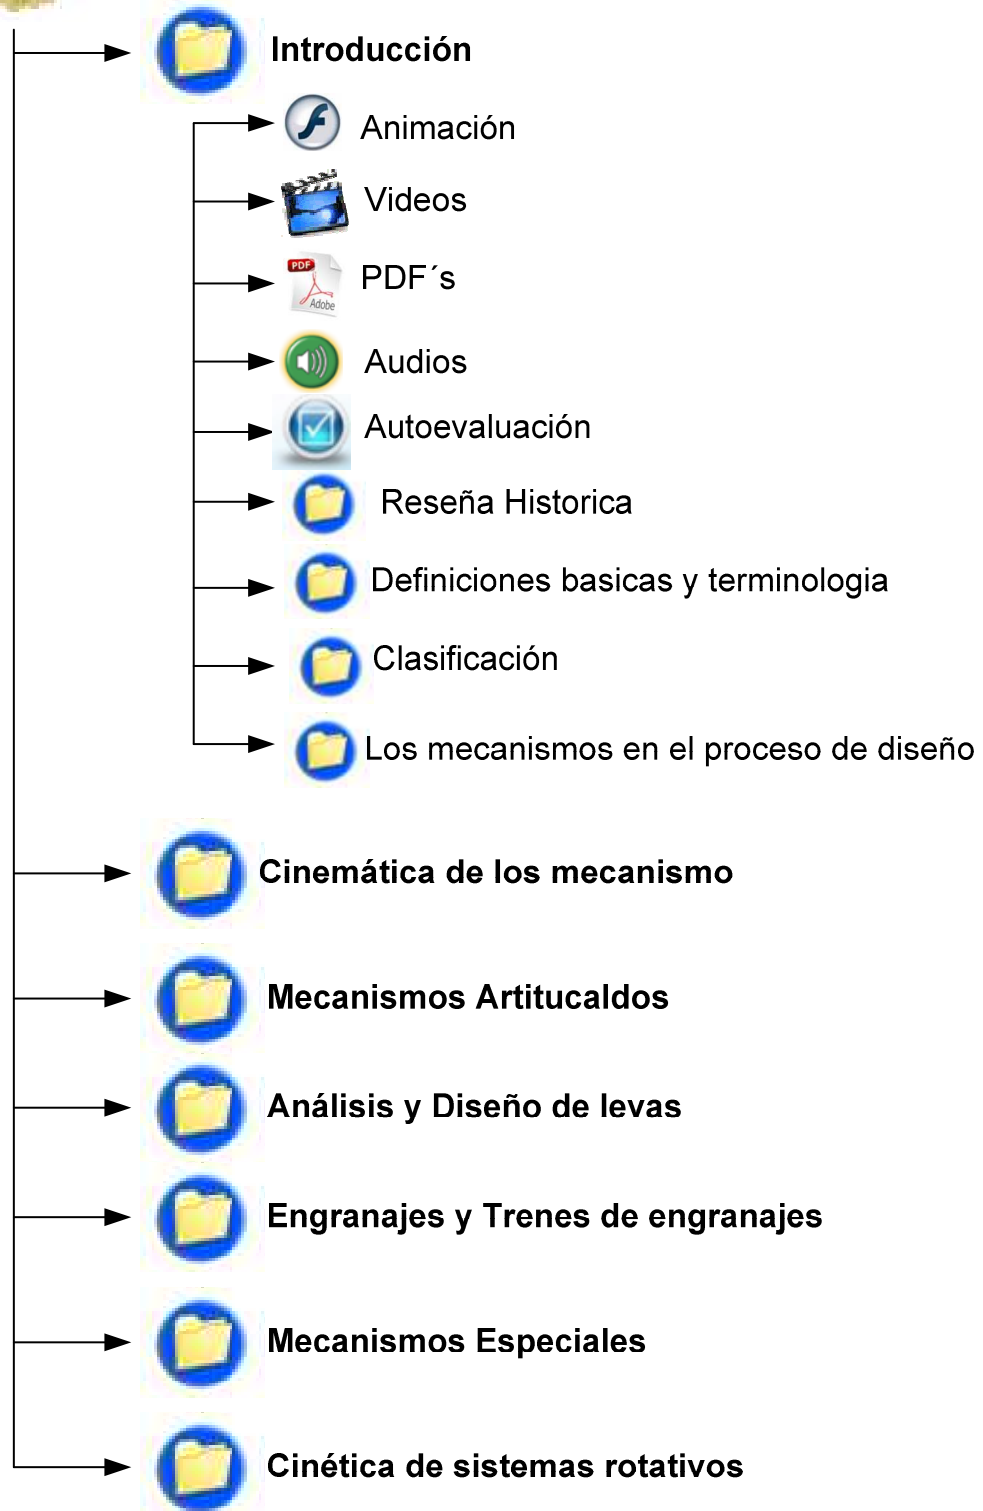 Introducción
Animación
Videos
PDF
Adobe
PDF´s
Audios
Autoevaluación
Reseña Historica
Definiciones basicas y terminologia
Clasificación
Los mecanismos en el proceso de diseño
Cinemática de los mecanismo
Mecanismos Artitucaldos
Análisis y Diseño de levas
Engranajes y Trenes de engranajes
Mecanismos Especiales
Cinética de sistemas rotativos